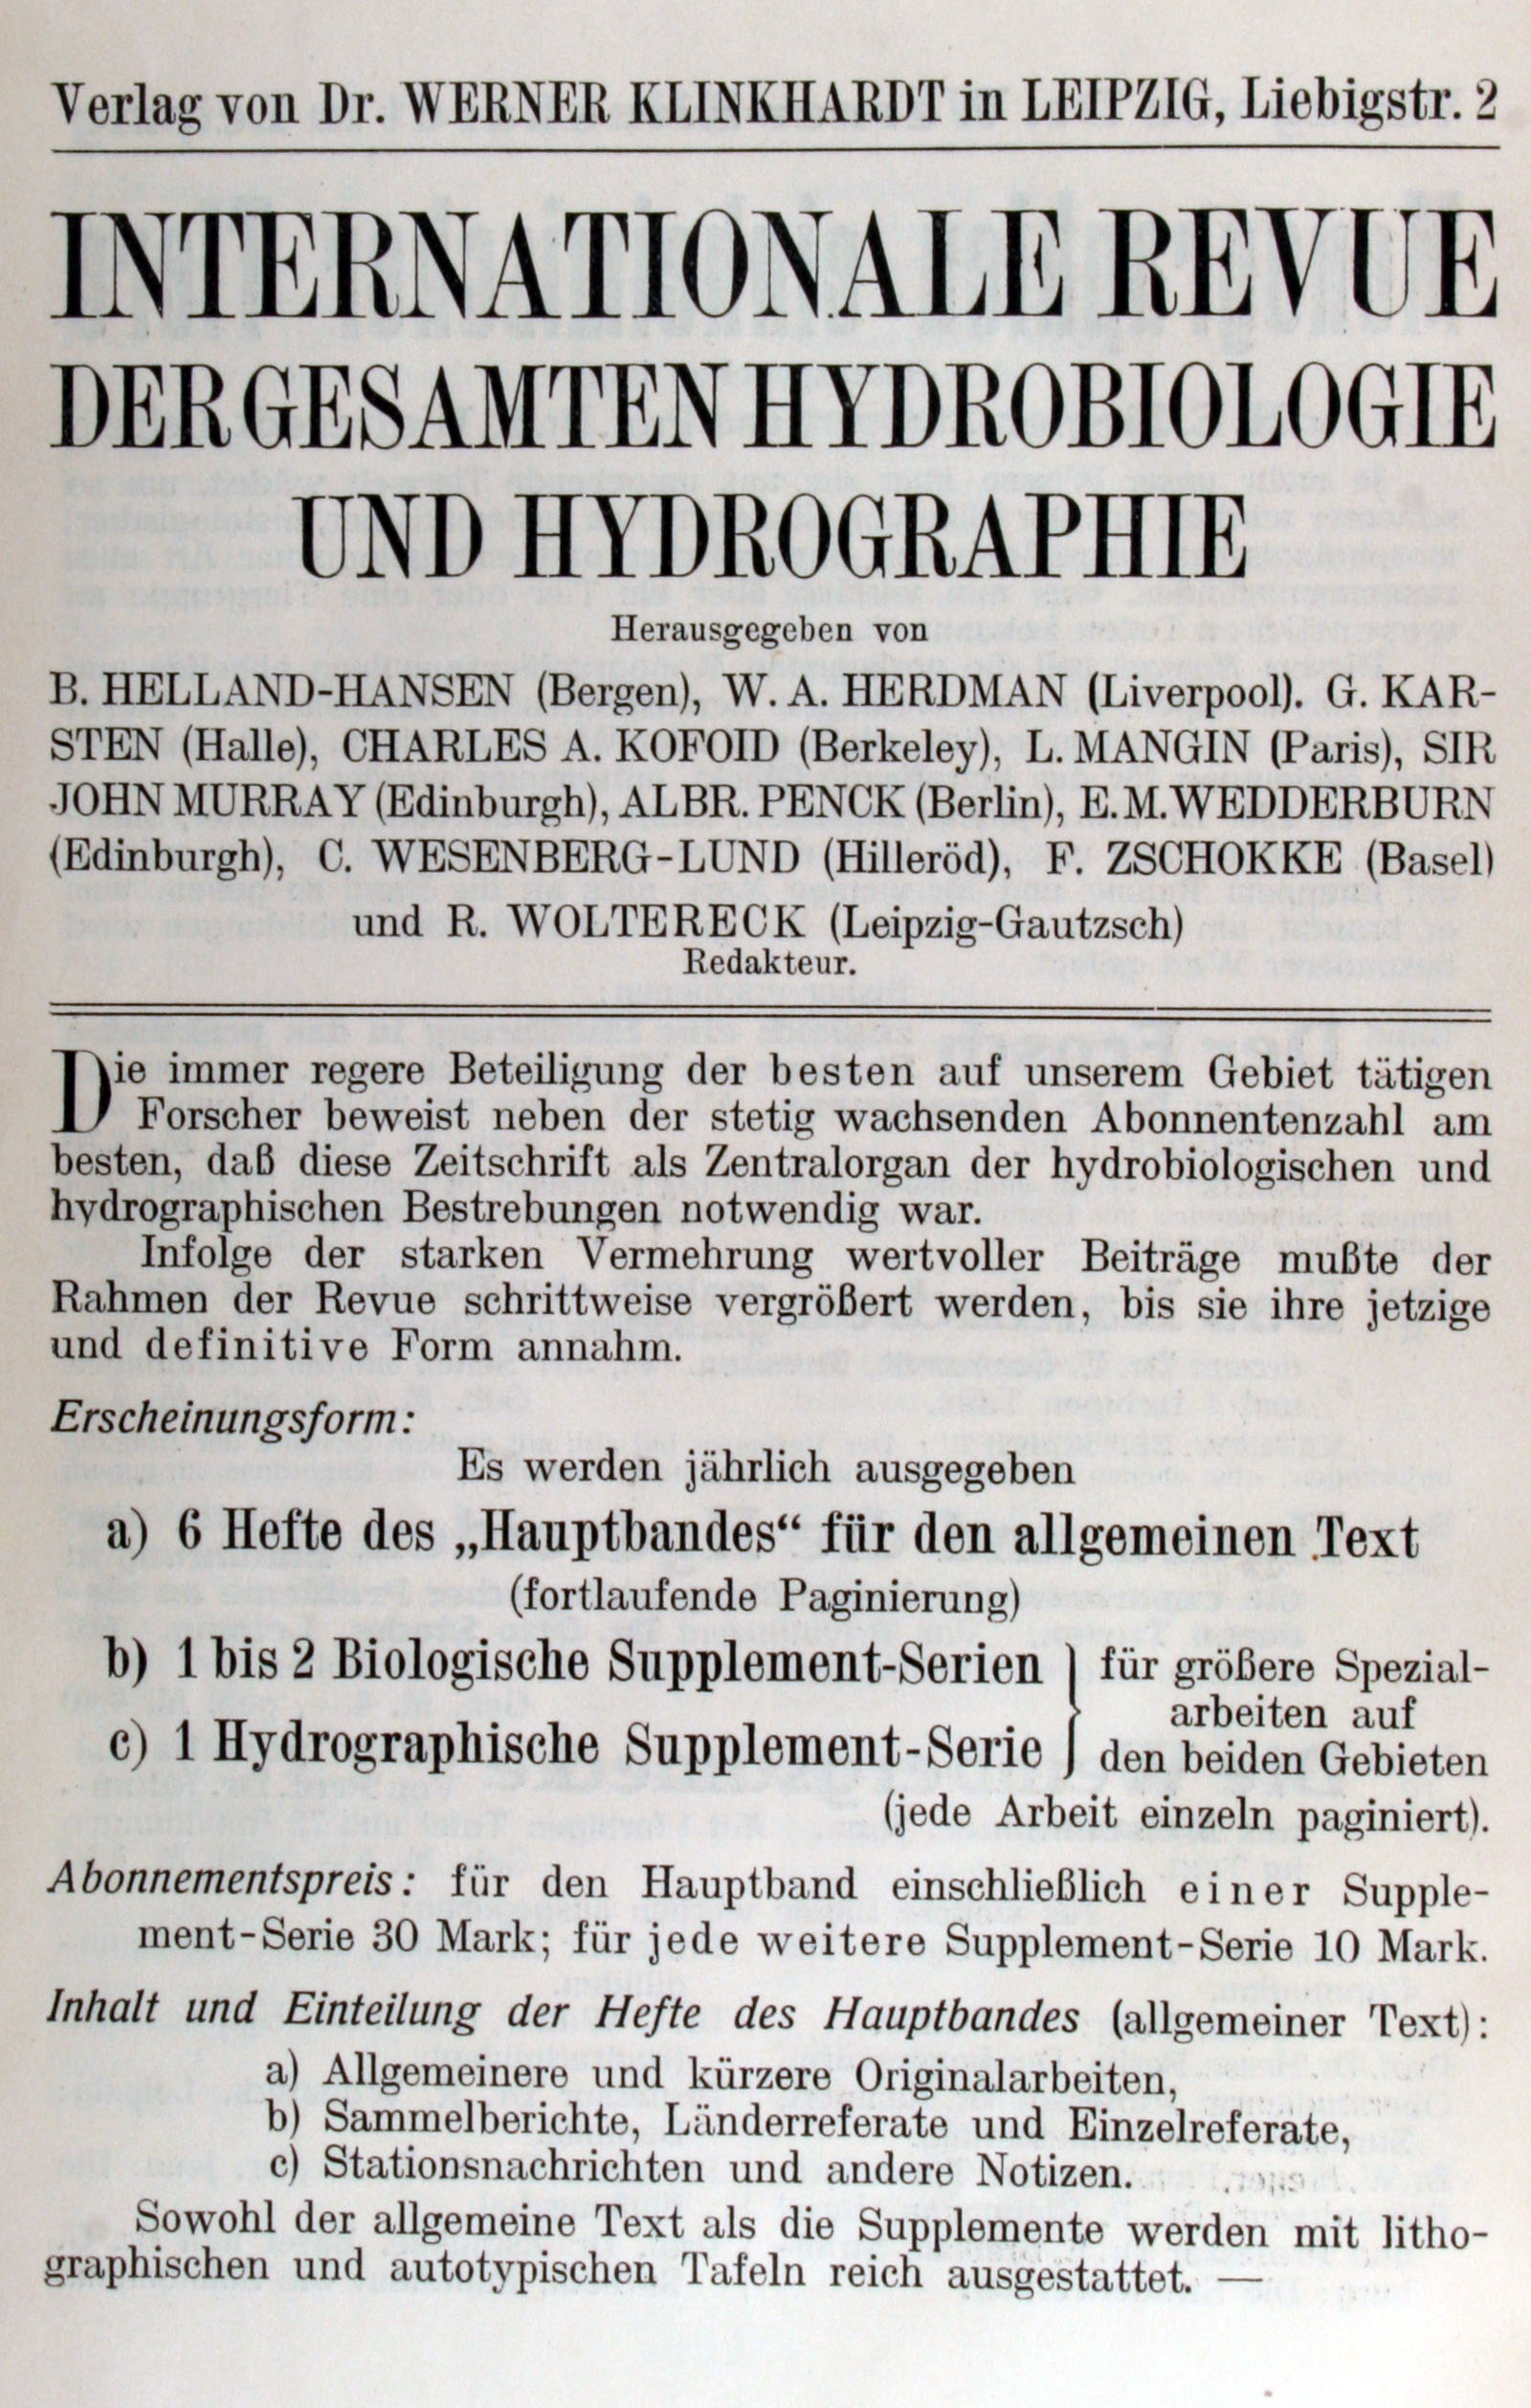 Verlag von Dr. WERNER KLINKHARDT in LEIPZIG, Liebigstr. 2
INTERNATIONALE REVUE
DER GESAMTEN HYDROBIOLOGIE
UND HYDROGRAPHIE
Herausgegeben von
B. HELLAND-HANSEN (Bergen), W. A. HERDMAN (Liverpool). G. KAR-
STEN (Halle), CHARLES A. KOFOID (Berkeley), L. MANGIN (Paris), SIR
JOHN MURRAY (Edinburgh), ALBR. PENCK (Berlin), E. M. WEDDERBURN
(Edinburgh), C. WESENBERG-LUND (Hilleröd), F. ZSCHOKKE (Basel)
und R. WOLTERECK (Leipzig-Gautzsch)
Redakteur.
Die immer regere Beteiligung der besten auf unserem Gebiet tätigen
Forscher beweist neben der stetig wachsenden Abonnentenzahl am
besten, daß diese Zeitschrift als Zentralorgan der hydrobiologischen und
hydrographischen Bestrebungen notwendig war.
Infolge der starken Vermehrung wertvoller Beiträge mußte der
Rahmen der Revue schrittweise vergrößert werden, bis sie ihre jetzige
und definitive Form annahm.
Erscheinungsform:
Es werden jährlich ausgegeben
a) 6 Hefte des „Hauptbandes“ für den allgemeinen Text
(fortlaufende Paginierung)
b) 1 bis 2 Biologische Supplement-Serien } für größere Spezial-
arbeiten auf
c) 1 Hydrographische Supplement-Serie } den beiden Gebieten
(jede Arbeit einzeln paginiert).
Abonnementspreis: für den Hauptband einschließlich einer Supple-
ment-Serie 30 Mark; für jede weitere Supplement-Serie 10 Mark.
Inhalt und Einteilung der Hefte des Hauptbandes (allgemeiner Text):
a) Allgemeinere und kürzere Originalarbeiten,
b) Sammelberichte, Länderreferate und Einzelreferate,
c) Stationsnachrichten und andere Notizen.
Sowohl der allgemeine Text als die Supplemente werden mit litho-
graphischen und autotypischen Tafeln reich ausgestattet. —